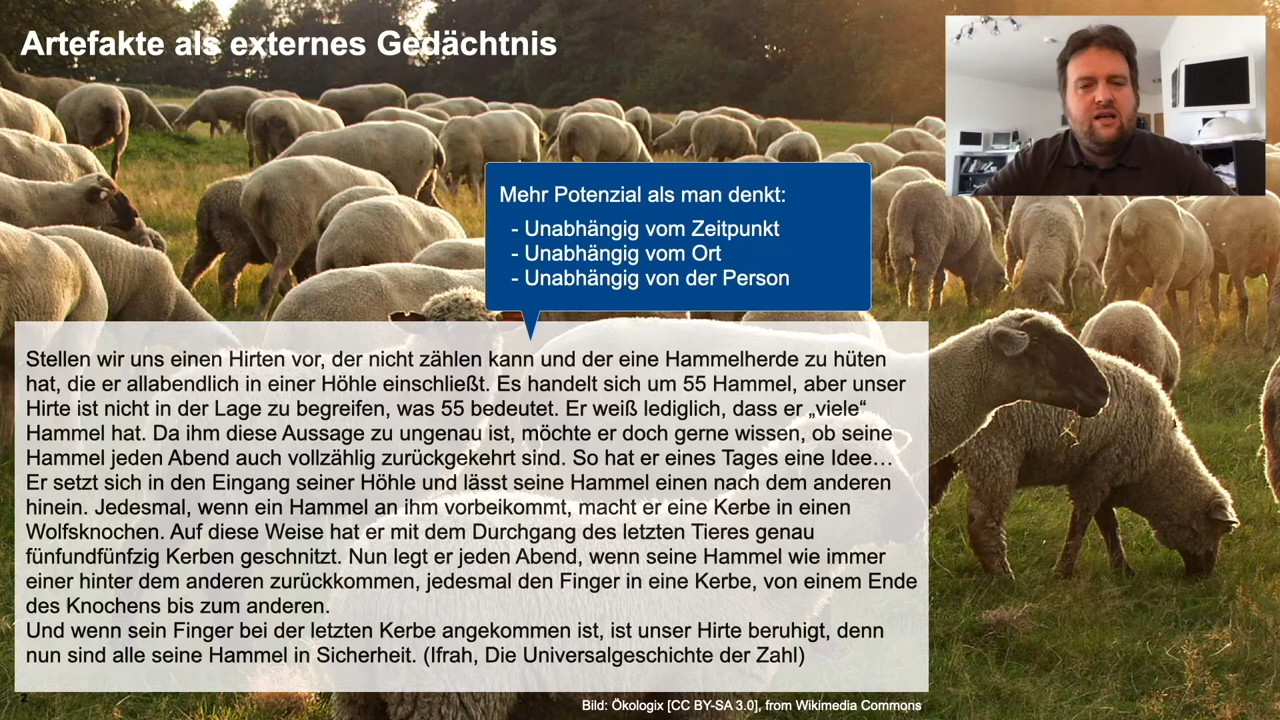 Artefakte als externes Gedächtnis
Mehr Potenzial als man denkt:
- Unabhängig vom Zeitpunkt
- Unabhängig vom Ort
- Unabhängig von der Person
Stellen wir uns einen Hirten vor, der nicht zählen kann und der eine Hammelherde zu hüten
hat, die er allabendlich in einer Höhle einschließt. Es handelt sich um 55 Hammel, aber unser
Hirte ist nicht in der Lage zu begreifen, was 55 bedeutet. Er weiß lediglich, dass er „viele“
Hammel hat. Da ihm diese Aussage zu ungenau ist, möchte er doch gerne wissen, ob seine
Hammel jeden Abend auch vollzählig zurückgekehrt sind. So hat er eines Tages eine Idee…
Er setzt sich in den Eingang seiner Höhle und lässt seine Hammel einen nach dem anderen
hinein. Jedesmal, wenn ein Hammel an ihm vorbeikommt, macht er eine Kerbe in einen
Wolfsknochen. Auf diese Weise hat er mit dem Durchgang des letzten Tieres genau
fünfundfünfzig Kerben geschnitzt. Nun legt er jeden Abend, wenn seine Hammel wie immer
einer hinter dem anderen zurückkommen, jedesmal den Finger in eine Kerbe, von einem Ende
des Knochens bis zum anderen.
Und wenn sein Finger bei der letzten Kerbe angekommen ist, ist unser Hirte beruhigt, denn
nun sind alle seine Hammel in Sicherheit. (Ifrah, Die Universalgeschichte der Zahl)
2
Bild: Ökologix [CC BY-SA 3.0], from Wikimedia Commons